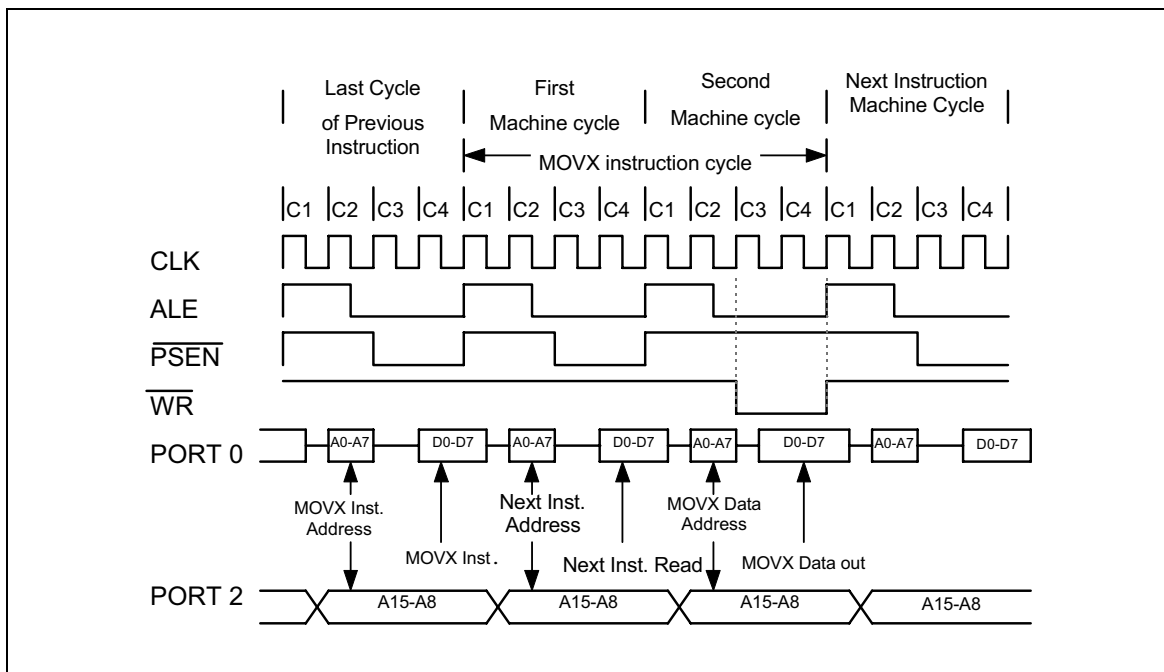 Last Cycle
of Previous
Instruction
First
Machine cycle
Second
Machine cycle
Next Instruction
Machine Cycle
MOVX instruction cycle
C1 C2 C3 C4 C1 C2 C3 C4 C1 C2 C3 C4 C1 C2 C3 C4
CLK
ALE
PSEN
WR
PORT 0
A0-A7 D0-D7 A0-A7 D0-D7 A0-A7 D0-D7 A0-A7 D0-D7
MOVX Inst.
Address
MOVX Inst.
Next Inst.
Address
Next Inst. Read
MOVX Data
Address
MOVX Data out
PORT 2
A15-A8 A15-A8 A15-A8 A15-A8